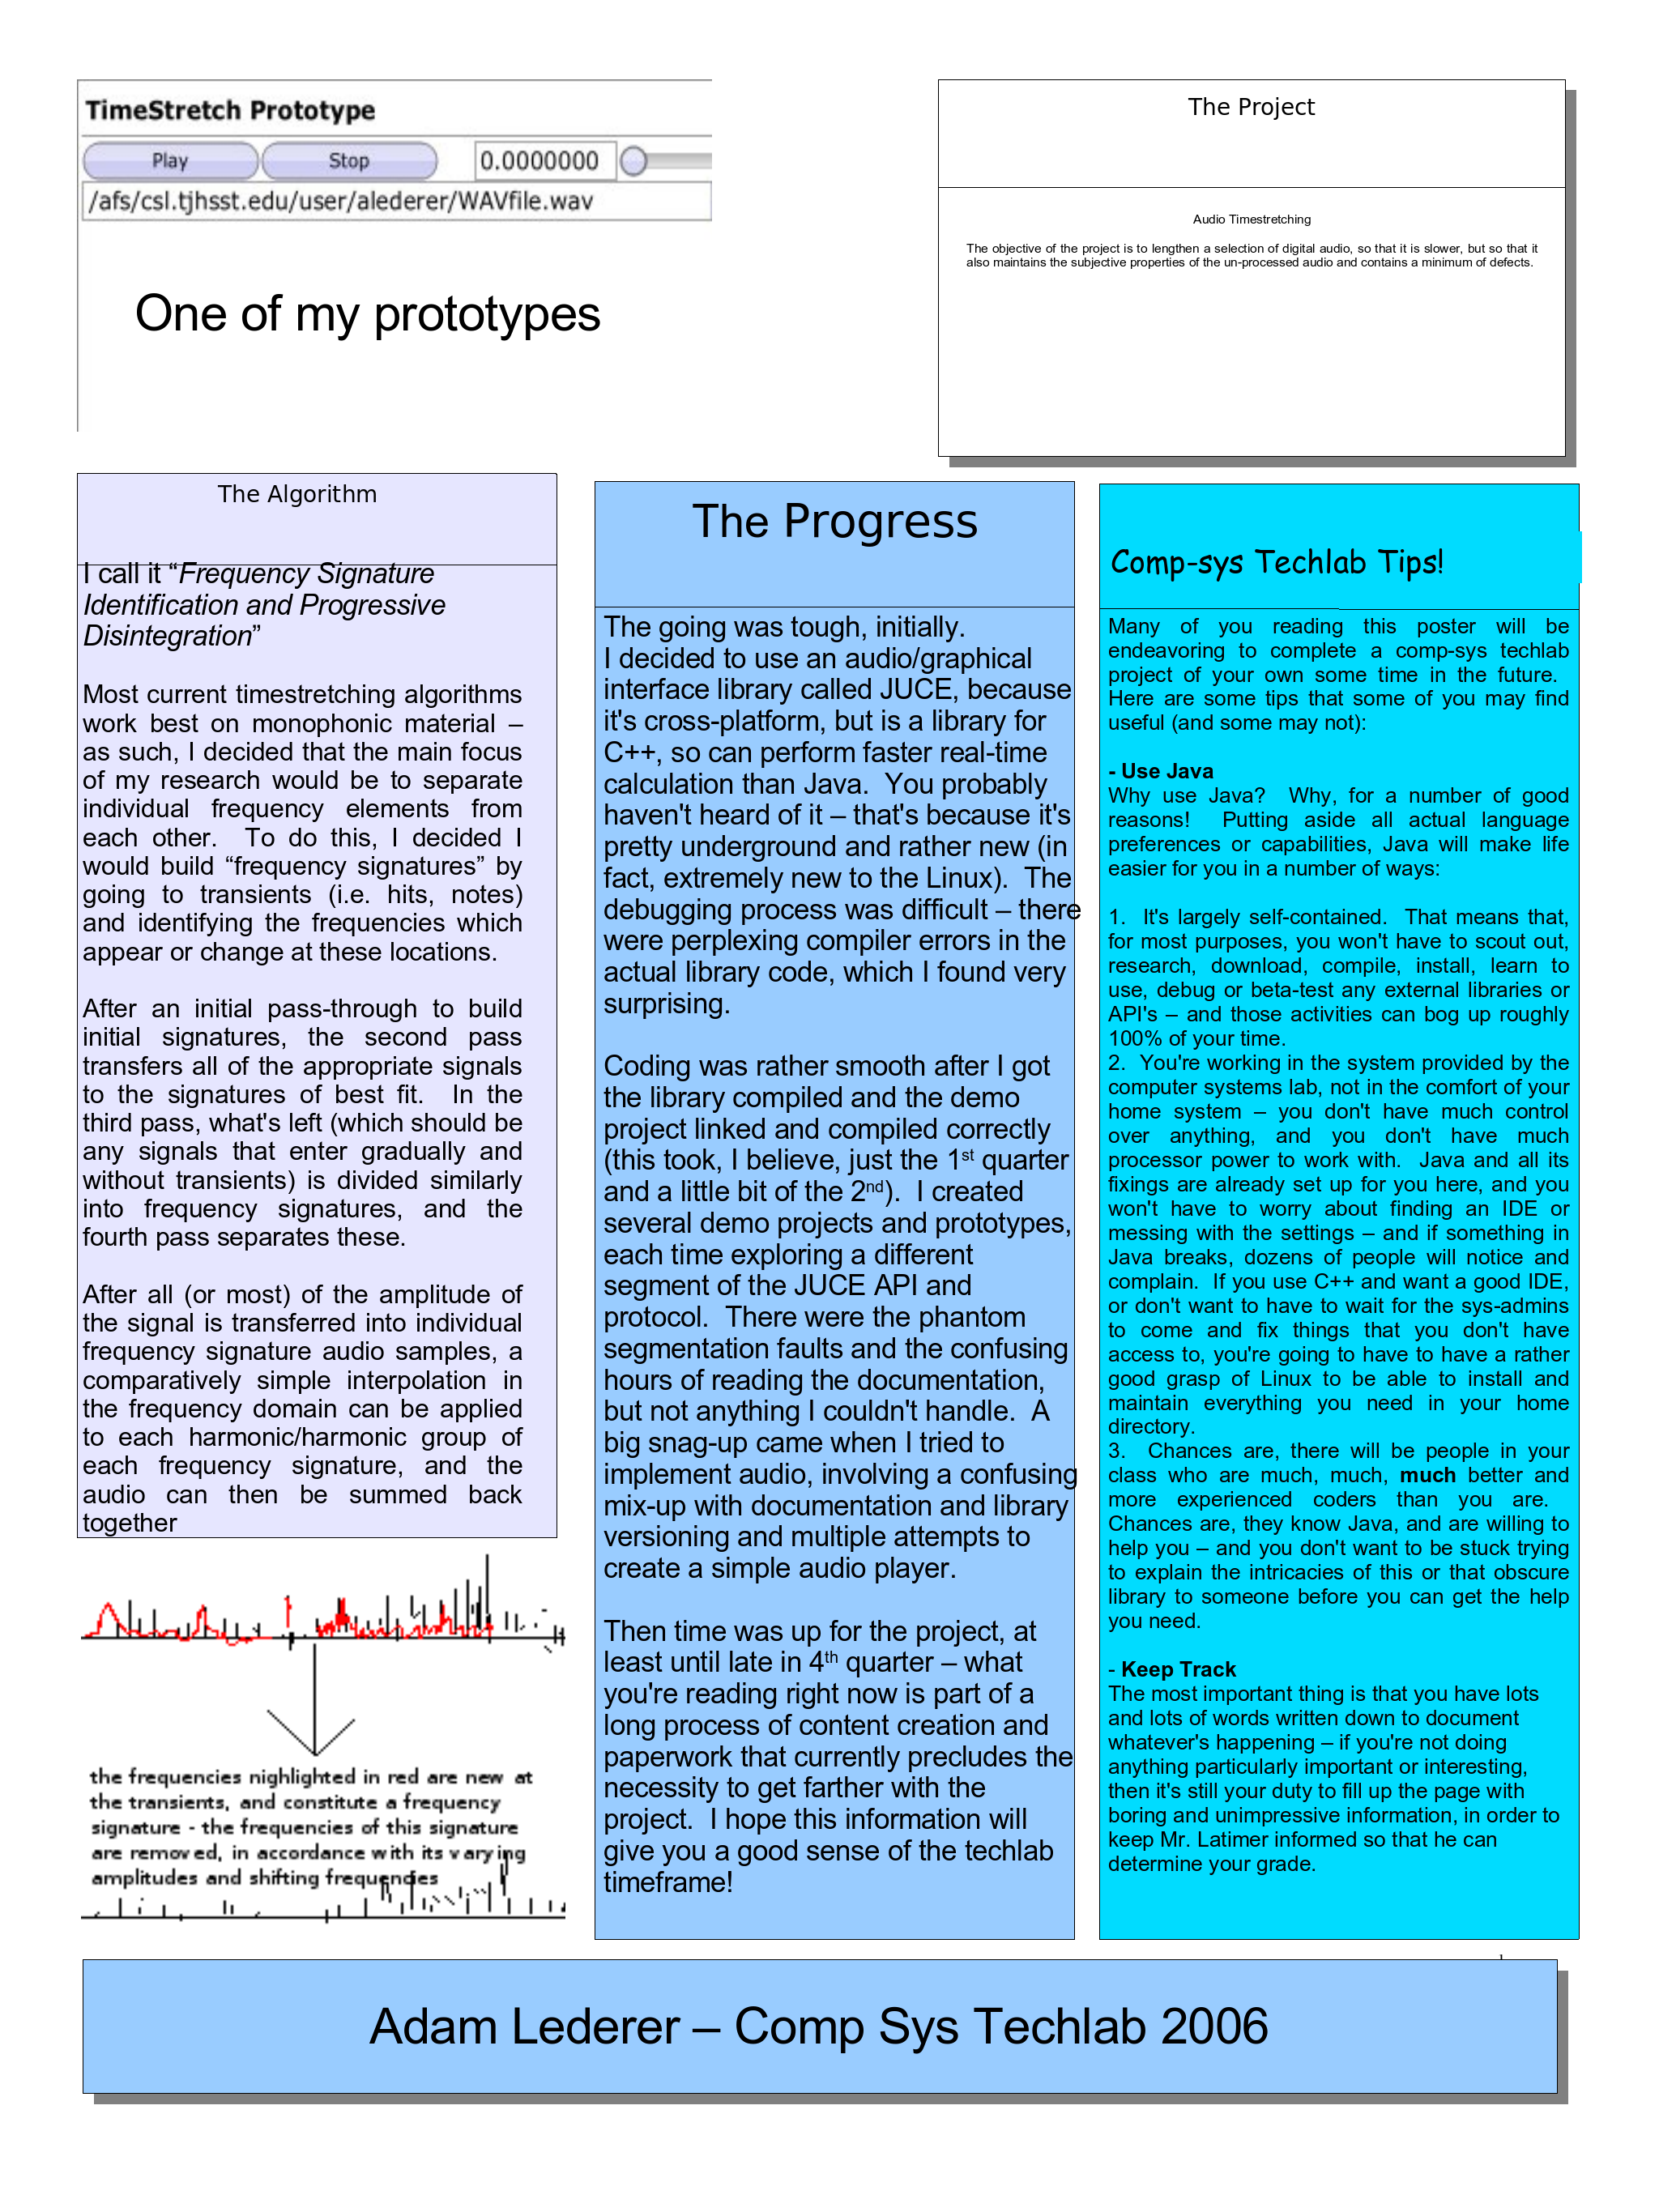 TimeStretch Prototype
Play Stop 0.0000000
/afs/csl.tjhsst.edu/user/alederer/WAVfile.wav
One of my prototypes
The Project
Audio Timestretching
The objective of the project is to lengthen a selection of digital audio, so that it is slower, but so that it
also maintains the subjective properties of the un-processed audio and contains a minimum of defects.
The Algorithm
I call it “Frequency Signature
Identification and Progressive
Disintegration”
Most current timestretching algorithms
work best on monophonic material –
as such, I decided that the main focus
of my research would be to separate
individual frequency elements from
each other. To do this, I decided I
would build “frequency signatures” by
going to transients (i.e. hits, notes)
and identifying the frequencies which
appear or change at these locations.
After an initial pass-through to build
initial signatures, the second pass
transfers all of the appropriate signals
to the signatures of best fit. In the
third pass, what's left (which should be
any signals that enter gradually and
without transients) is divided similarly
into frequency signatures, and the
fourth pass separates these.
After all (or most) of the amplitude of
the signal is transferred into individual
frequency signature audio samples, a
comparatively simple interpolation in
the frequency domain can be applied
to each harmonic/harmonic group of
each frequency signature, and the
audio can then be summed back
together
the frequencies nighlighted in red are new at
the transients, and constitute a frequency
signature - the frequencies of this signature
are removed, in accordance with its varying
amplitudes and shifting frequencies
The Progress
The going was tough, initially.
I decided to use an audio/graphical
interface library called JUCE, because
it's cross-platform, but is a library for
C++, so can perform faster real-time
calculation than Java. You probably
haven't heard of it – that's because it's
pretty underground and rather new (in
fact, extremely new to the Linux). The
debugging process was difficult – there
were perplexing compiler errors in the
actual library code, which I found very
surprising.
Coding was rather smooth after I got
the library compiled and the demo
project linked and compiled correctly
(this took, I believe, just the 1st quarter
and a little bit of the 2nd). I created
several demo projects and prototypes,
each time exploring a different
segment of the JUCE API and
protocol. There were the phantom
segmentation faults and the confusing
hours of reading the documentation,
but not anything I couldn't handle. A
big snag-up came when I tried to
implement audio, involving a confusing
mix-up with documentation and library
versioning and multiple attempts to
create a simple audio player.
Then time was up for the project, at
least until late in 4th quarter – what
you're reading right now is part of a
long process of content creation and
paperwork that currently precludes the
necessity to get farther with the
project. I hope this information will
give you a good sense of the techlab
timeframe!
Comp-sys Techlab Tips!
Many of you reading this poster will be
endeavoring to complete a comp-sys techlab
project of your own some time in the future.
Here are some tips that some of you may find
useful (and some may not):
- Use Java
Why use Java? Why, for a number of good
reasons! Putting aside all actual language
preferences or capabilities, Java will make life
easier for you in a number of ways:
1. It's largely self-contained. That means that,
for most purposes, you won't have to scout out,
research, download, compile, install, learn to
use, debug or beta-test any external libraries or
API's – and those activities can bog up roughly
100% of your time.
2. You're working in the system provided by the
computer systems lab, not in the comfort of your
home system – you don't have much control
over anything, and you don't have much
processor power to work with. Java and all its
fixings are already set up for you here, and you
won't have to worry about finding an IDE or
messing with the settings – and if something in
Java breaks, dozens of people will notice and
complain. If you use C++ and want a good IDE,
or don't want to have to wait for the sys-admins
to come and fix things that you don't have
access to, you're going to have to have a rather
good grasp of Linux to be able to install and
maintain everything you need in your home
directory.
3. Chances are, there will be people in your
class who are much, much, much better and
more experienced coders than you are.
Chances are, they know Java, and are willing to
help you – and you don't want to be stuck trying
to explain the intricacies of this or that obscure
library to someone before you can get the help
you need.
- Keep Track
The most important thing is that you have lots
and lots of words written down to document
whatever's happening – if you're not doing
anything particularly important or interesting,
then it's still your duty to fill up the page with
boring and unimpressive information, in order to
keep Mr. Latimer informed so that he can
determine your grade.
Adam Lederer – Comp Sys Techlab 2006